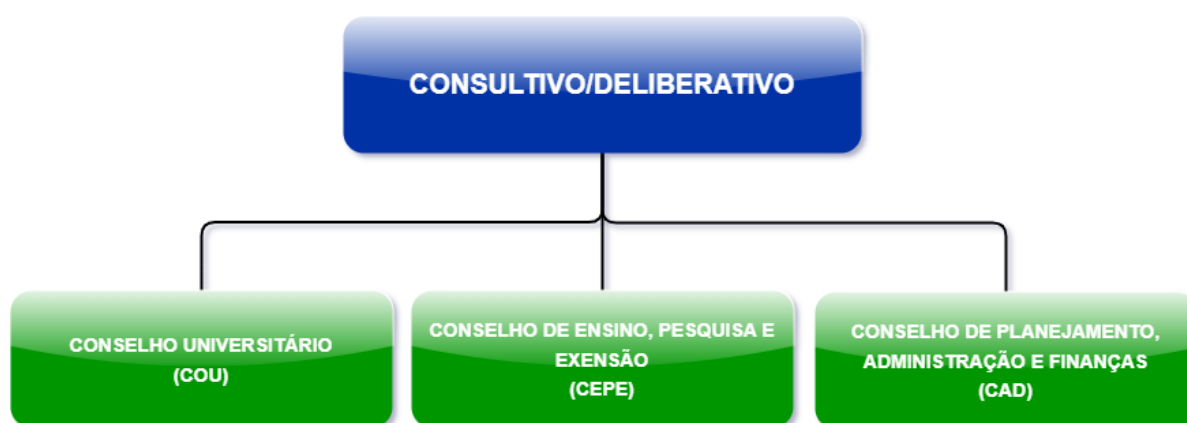 CONSULTIVO/DELIBERATIVO
CONSELHO UNIVERSITÁRIO
(COU)
CONSELHO DE ENSINO, PESQUISA E
EXENSÃO
(CEPE)
CONSELHO DE PLANEJAMENTO,
ADMINISTRAÇÃO E FINANÇAS
(CAD)